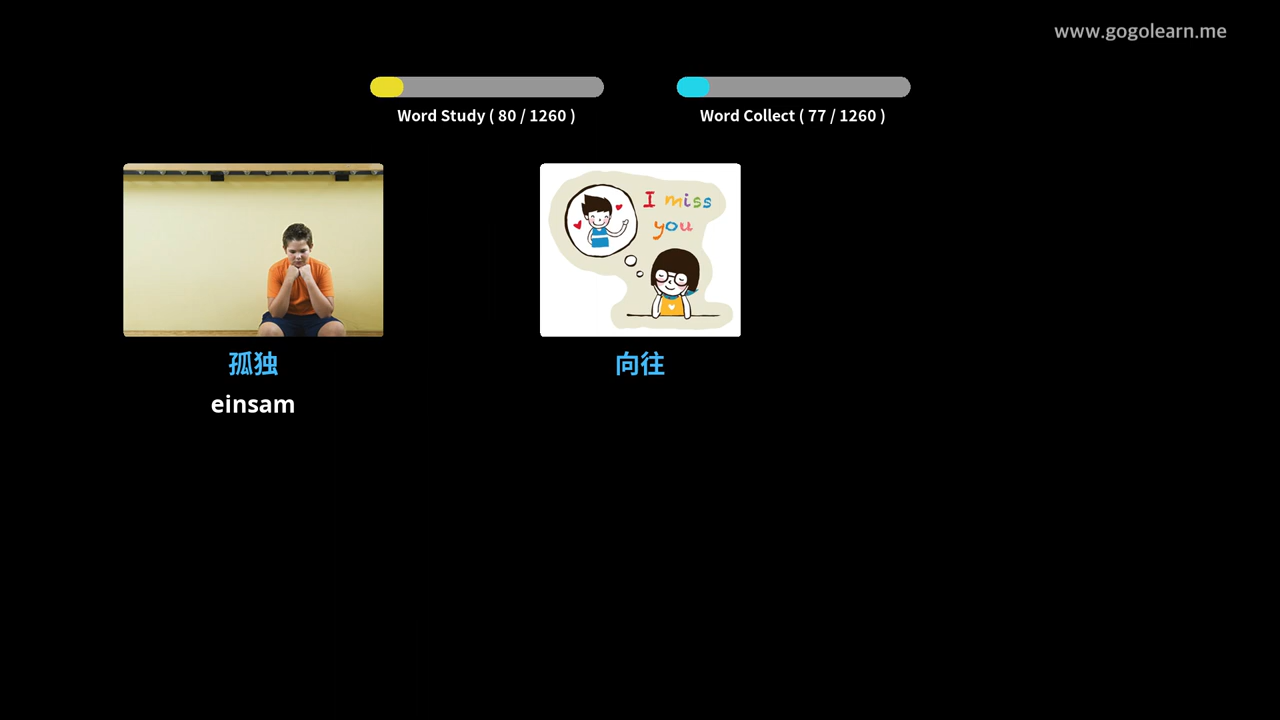 www.gogolearn.me
Word Study ( 80 / 1260 )
Word Collect ( 77 / 1260 )
I miss
you
孤独
向往
einsam